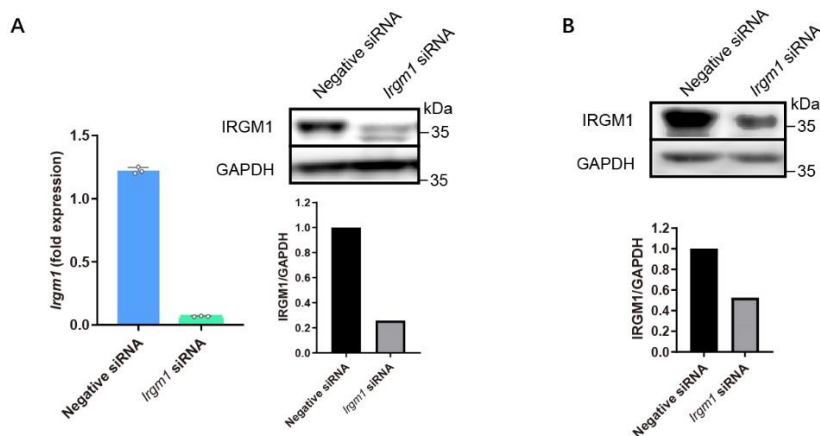 A
Negative siRNA
Irgm1 siRNA
kDa
IRGM1
35
GAPDH
35
Irgm1 (fold expression)
1.5
1.0
0.5
0.0
Negative siRNA
Irgm1 siRNA
IRGM1/GAPDH
1.2
1.0
0.8
0.6
0.4
0.2
0.0
Negative siRNA
Irgm1 siRNA
B
Negative siRNA
Irgm1 siRNA
kDa
IRGM1
35
GAPDH
35
IRGM1/GAPDH
1.2
1.0
0.8
0.6
0.4
0.2
0.0
Negative siRNA
Irgm1 siRNA